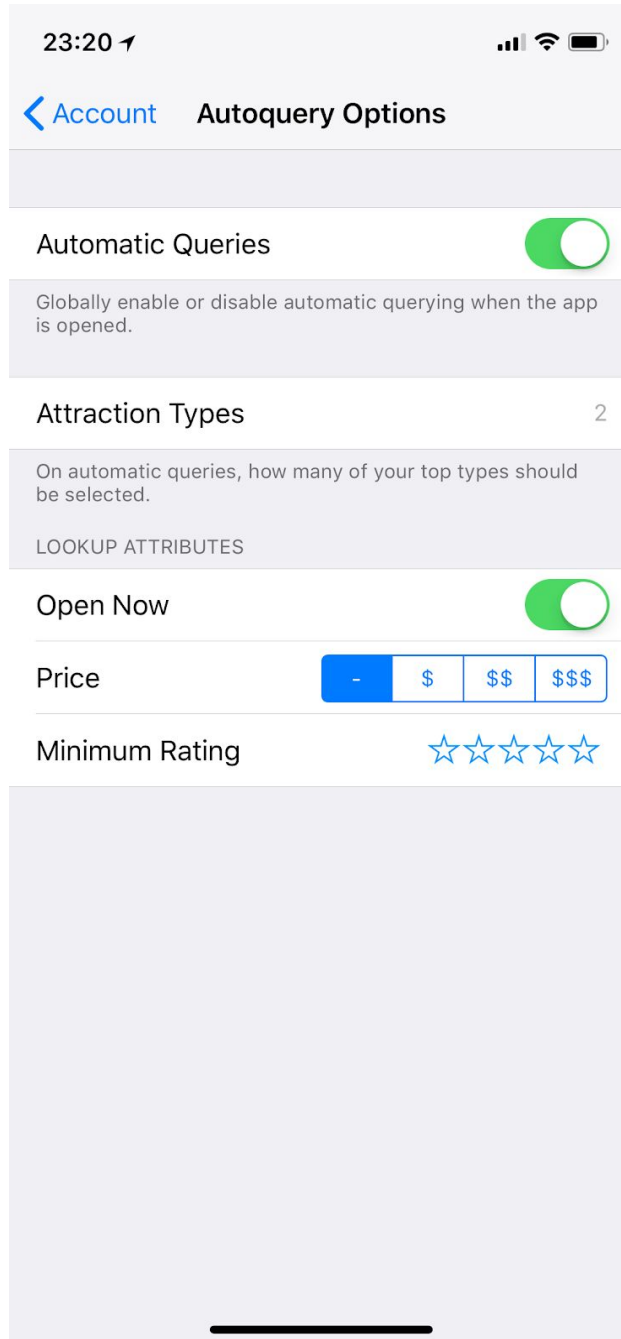 23:20
Account Autoquery Options
Automatic Queries
Globally enable or disable automatic querying when the app
is opened.
Attraction Types 2
On automatic queries, how many of your top types should
be selected.
LOOKUP ATTRIBUTES
Open Now
Price - $ $$ $$$
Minimum Rating